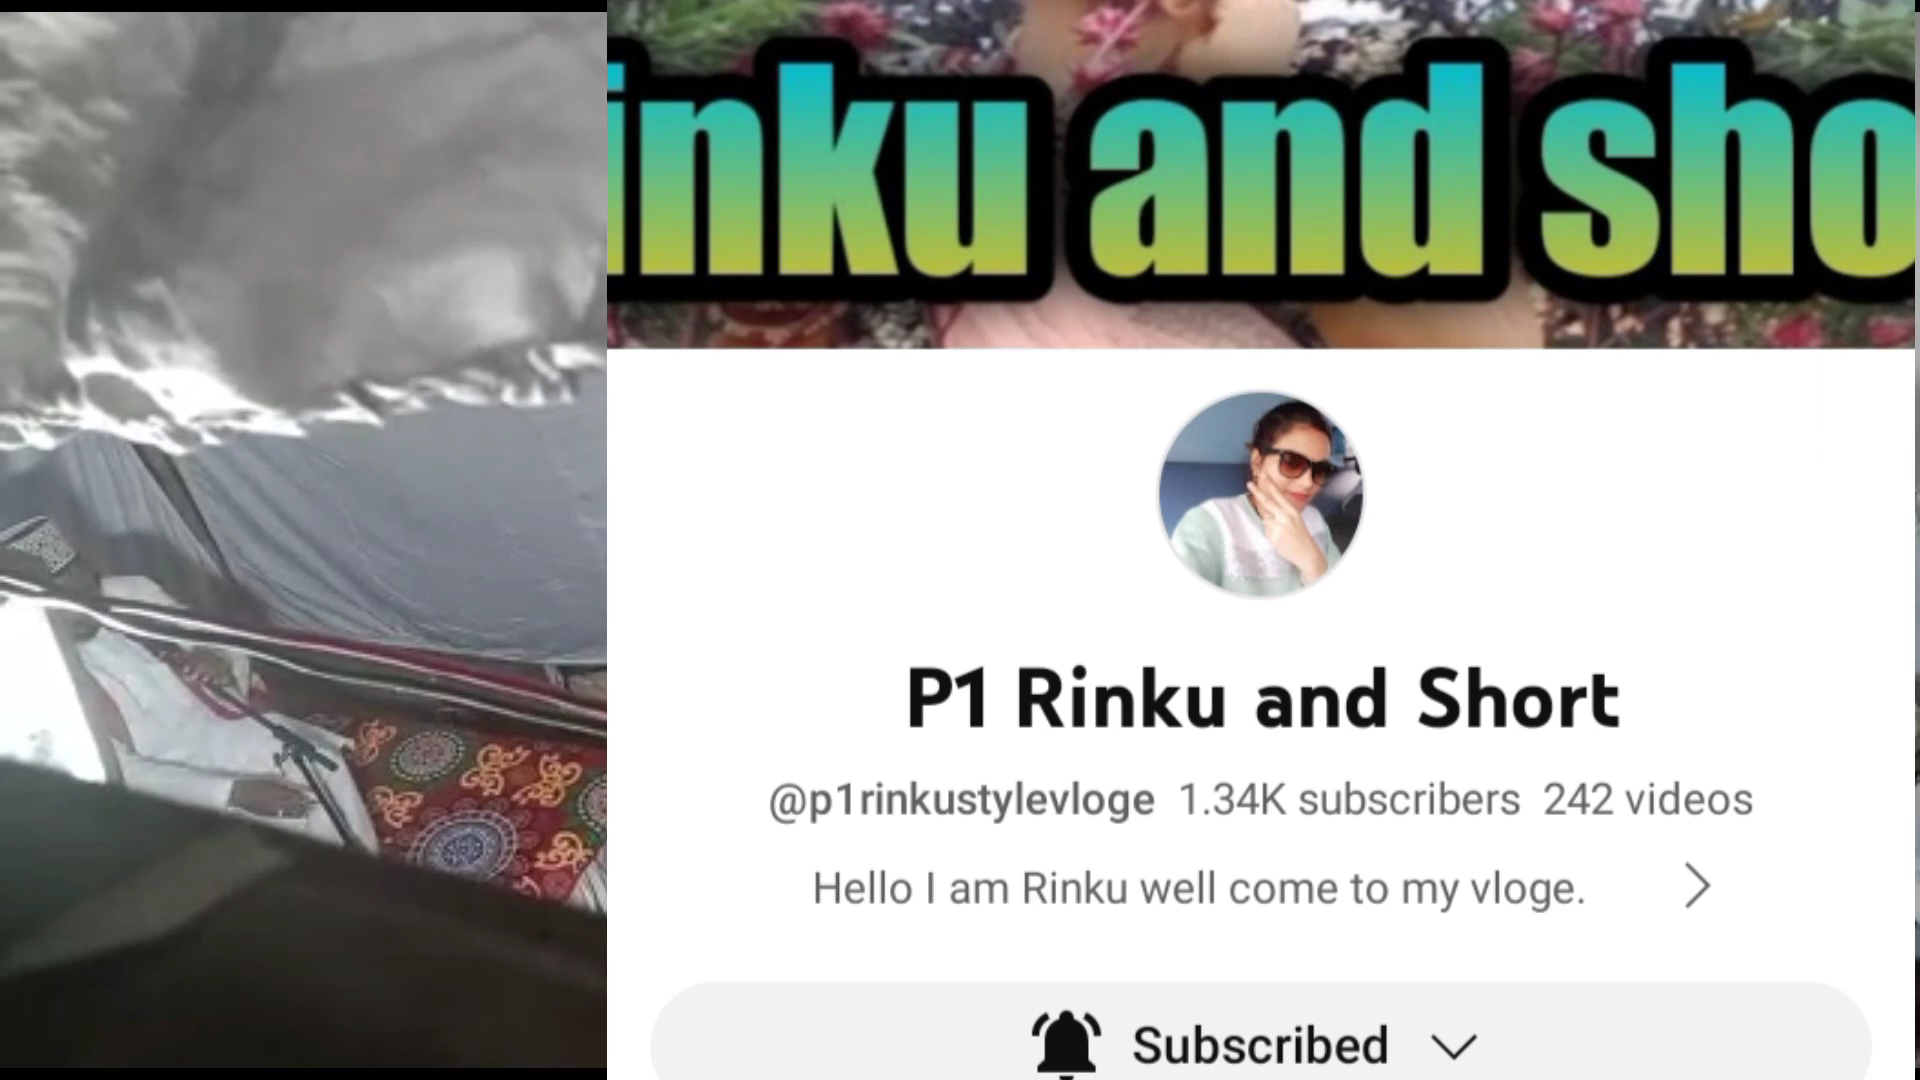 inku and sho
P1 Rinku and Short
@p1rinkustylevloge 1.34K subscribers 242 videos
Hello I am Rinku well come to my vloge.
Subscribed